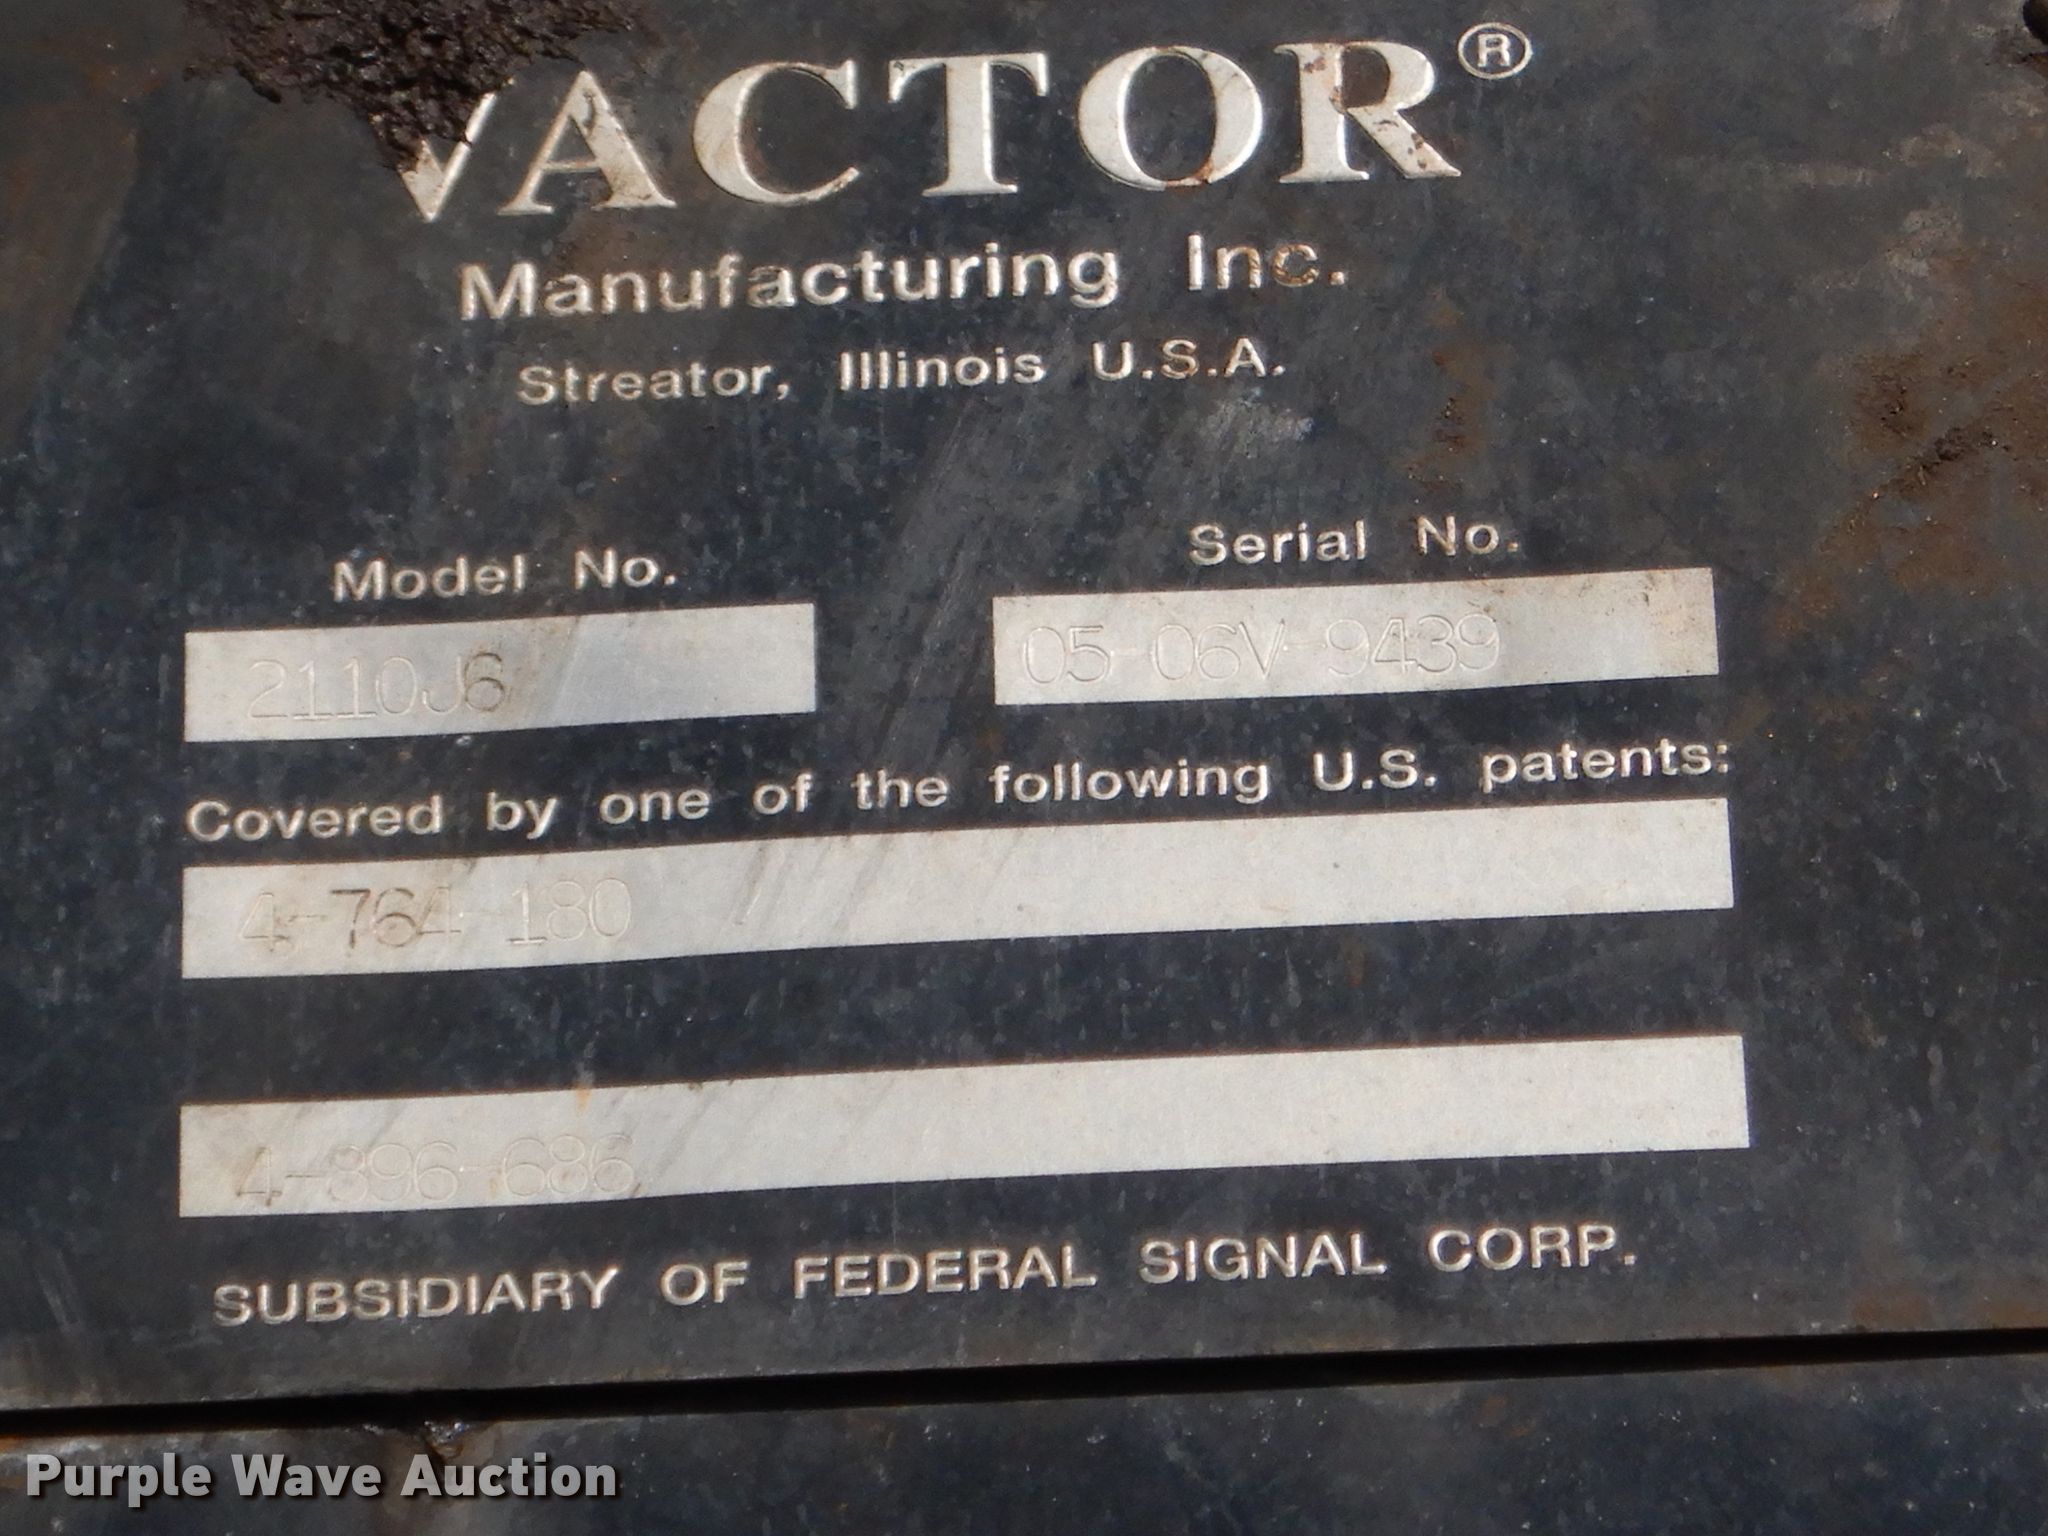 VACTOR®
Manufacturing Inc.
Streator, Illinois U.S.A.
Model No. Serial No.
2110J6 05-06V-9439
Covered by one of the following U.S. patents:
4-764-180
4-896-686
SUBSIDIARY OF FEDERAL SIGNAL CORP.
Purple Wave Auction